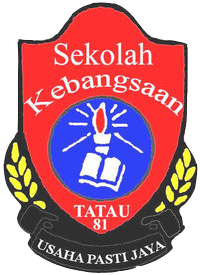 Sekolah
Kebangsaan
TATAU
81
USAHA PASTI JAYA